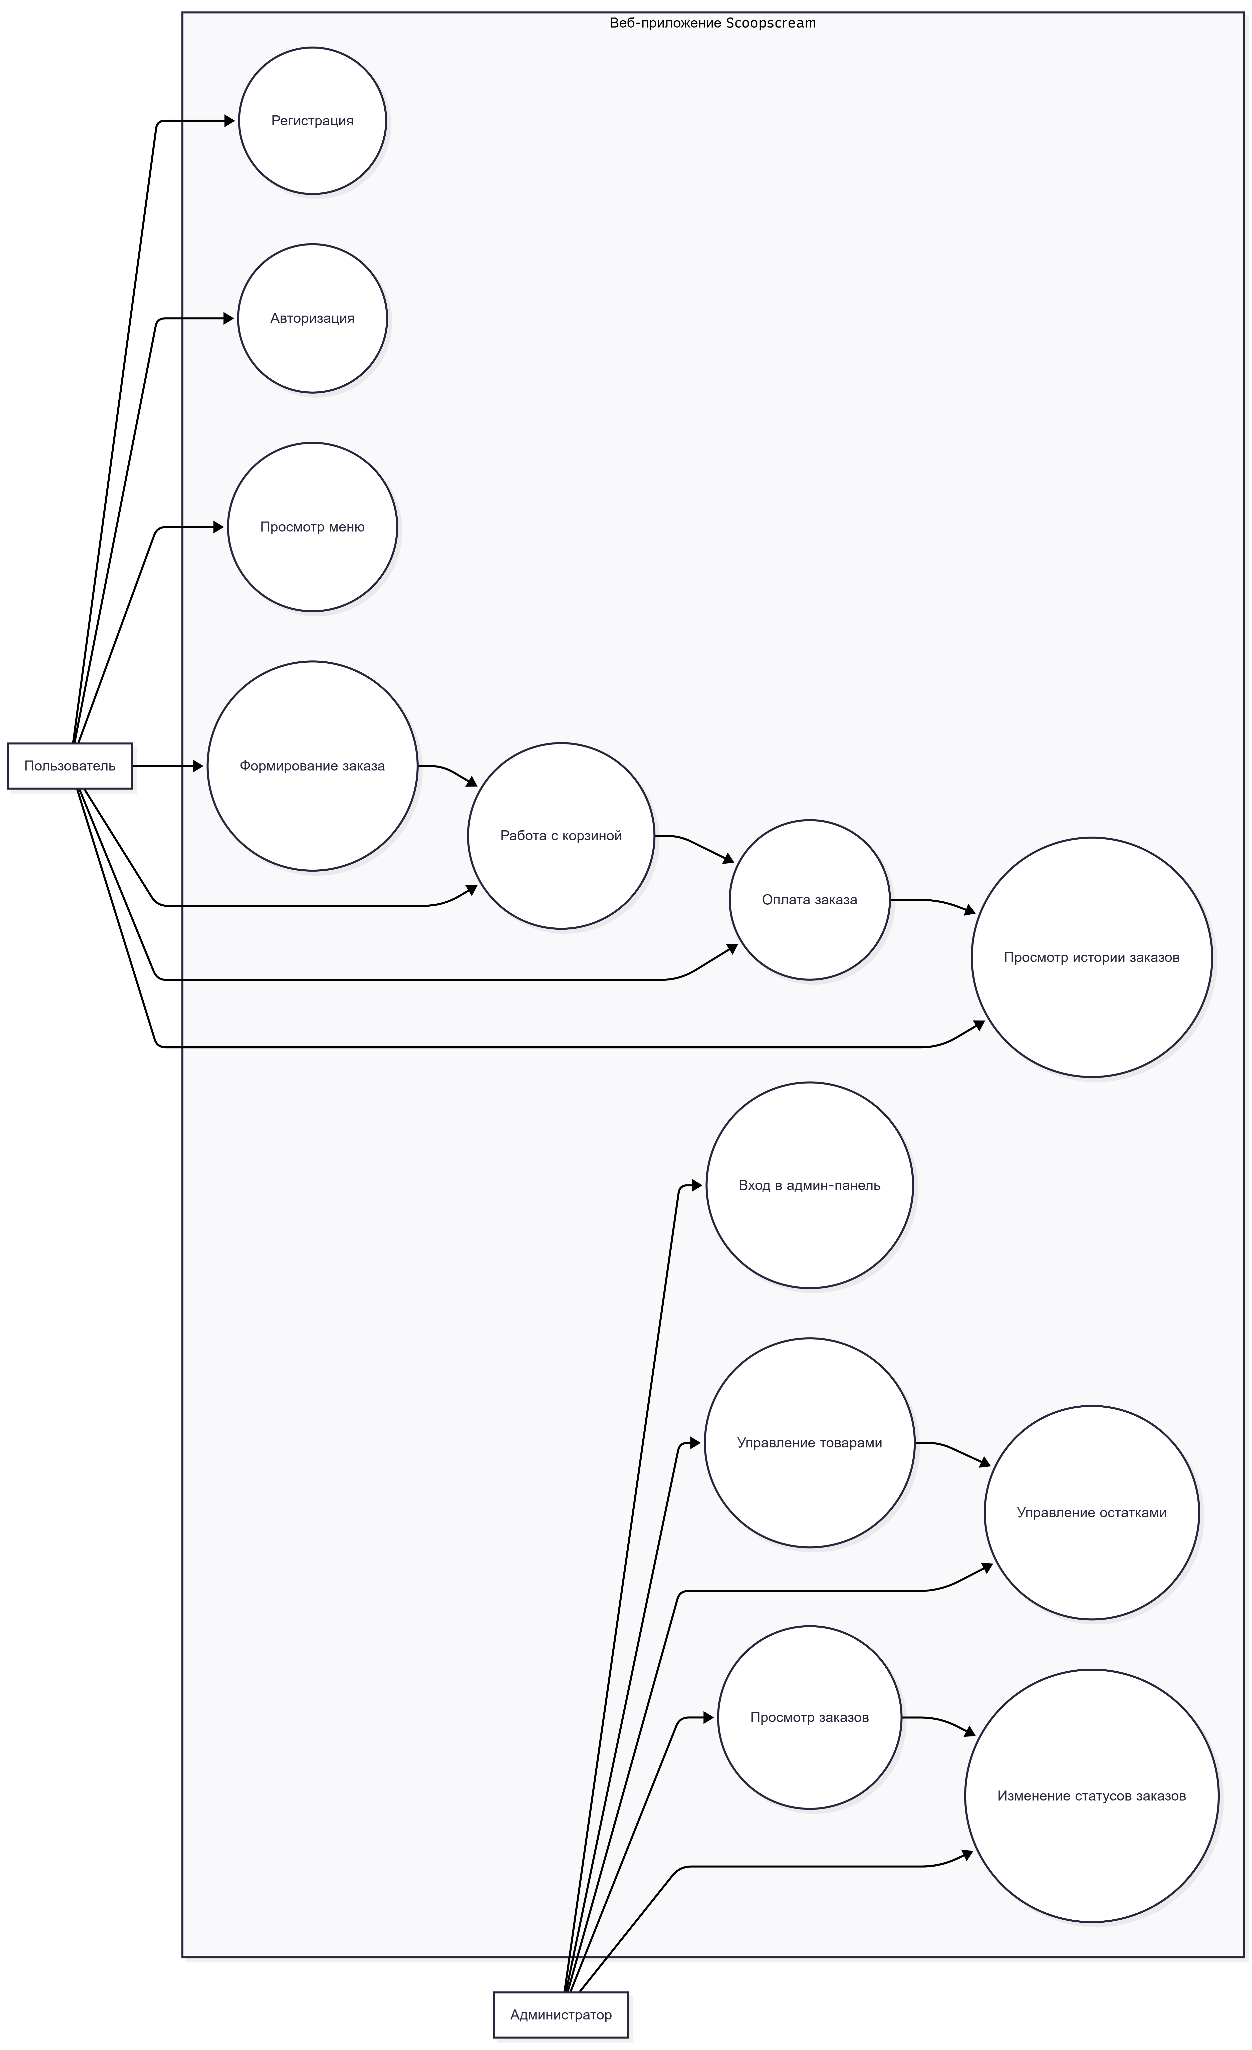 Веб-приложение Scoopscream
Регистрация
Авторизация
Просмотр меню
Пользователь
Формирование заказа
Работа с корзиной
Оплата заказа
Просмотр истории заказов
Вход в админ-панель
Управление товарами
Управление остатками
Просмотр заказов
Изменение статусов заказов
Администратор